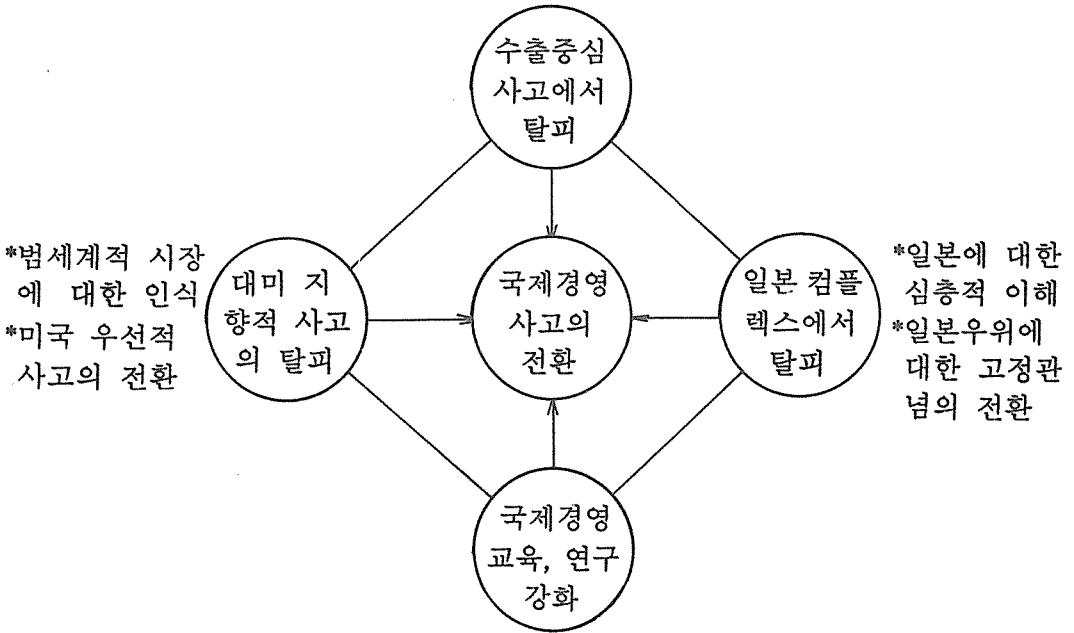 수출중심
사고에서
탈피
*범세계적 시장
에 대한 인식
*미국 우선적
사고의 전환
대미 지
향적 사고
의 탈피
국제경영
사고의
전환
일본 컴플
렉스에서
탈피
*일본에 대한
심층적 이해
*일본우위에
대한 고정관
념의 전환
국제경영
교육, 연구
강화